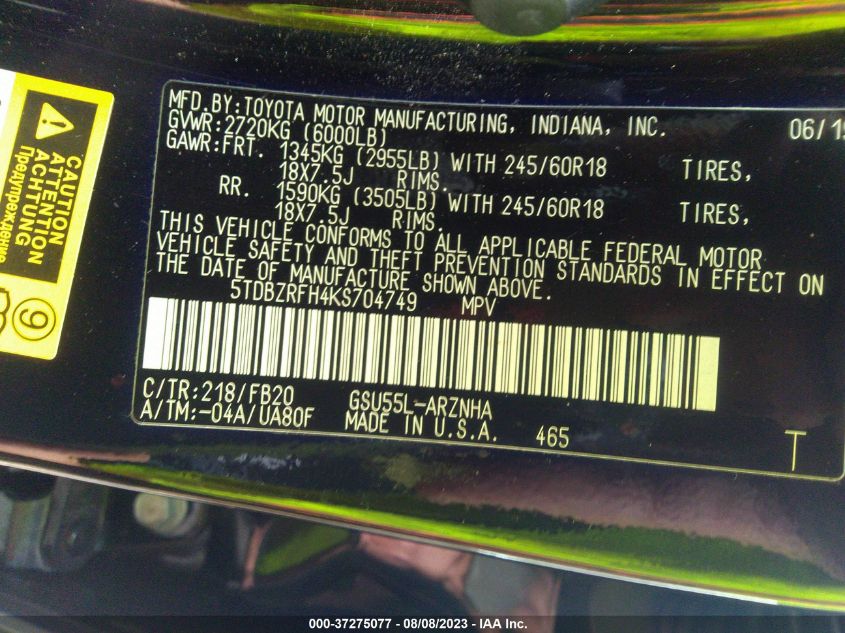 CAUTION
ATTENTION
ACHTUNG
Предупреждение
MFD.BY:TOYOTA MOTOR MANUFACTURING, INDIANA, INC. 06/19
GVWR:2720KG (6000LB)
GAWR:FRT. 1345KG (2955LB) WITH 245/60R18 TIRES,
18X7.5J RIMS.
RR. 1590KG (3505LB) WITH 245/60R18 TIRES,
18X7.5J RIMS.
THIS VEHICLE CONFORMS TO ALL APPLICABLE FEDERAL MOTOR
VEHICLE SAFETY AND THEFT PREVENTION STANDARDS IN EFFECT ON
THE DATE OF MANUFACTURE SHOWN ABOVE.
5TDBZRFH4KS704749 MPV
C/TR:218/FB20 GSU55L-ARZNHA
A/TM:-04A/UA80F MADE IN U.S.A. 465
T
000-37275077 - 08/08/2023 - IAA Inc.